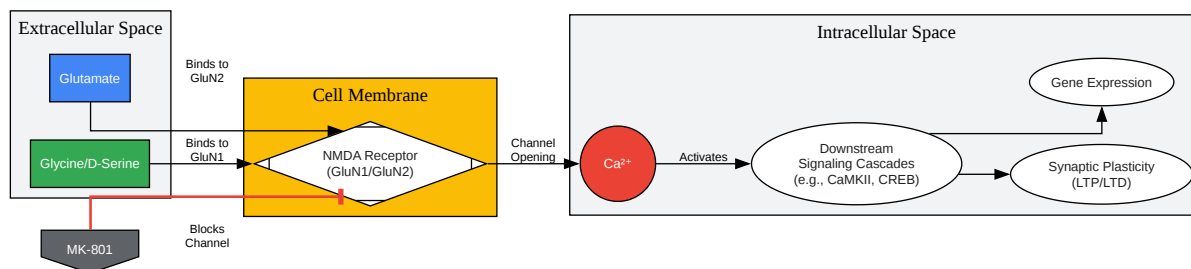 Extracellular Space
Glutamate
Glycine/D-Serine
MK-801
Binds to
GluN2
Binds to
GluN1
Blocks
Channel
Cell Membrane
NMDA Receptor
(GluN1/GluN2)
Channel
Opening
Intracellular Space
Ca²⁺
Activates
Downstream
Signaling Cascades
(e.g., CaMKII, CREB)
Gene Expression
Synaptic Plasticity
(LTP/LTD)